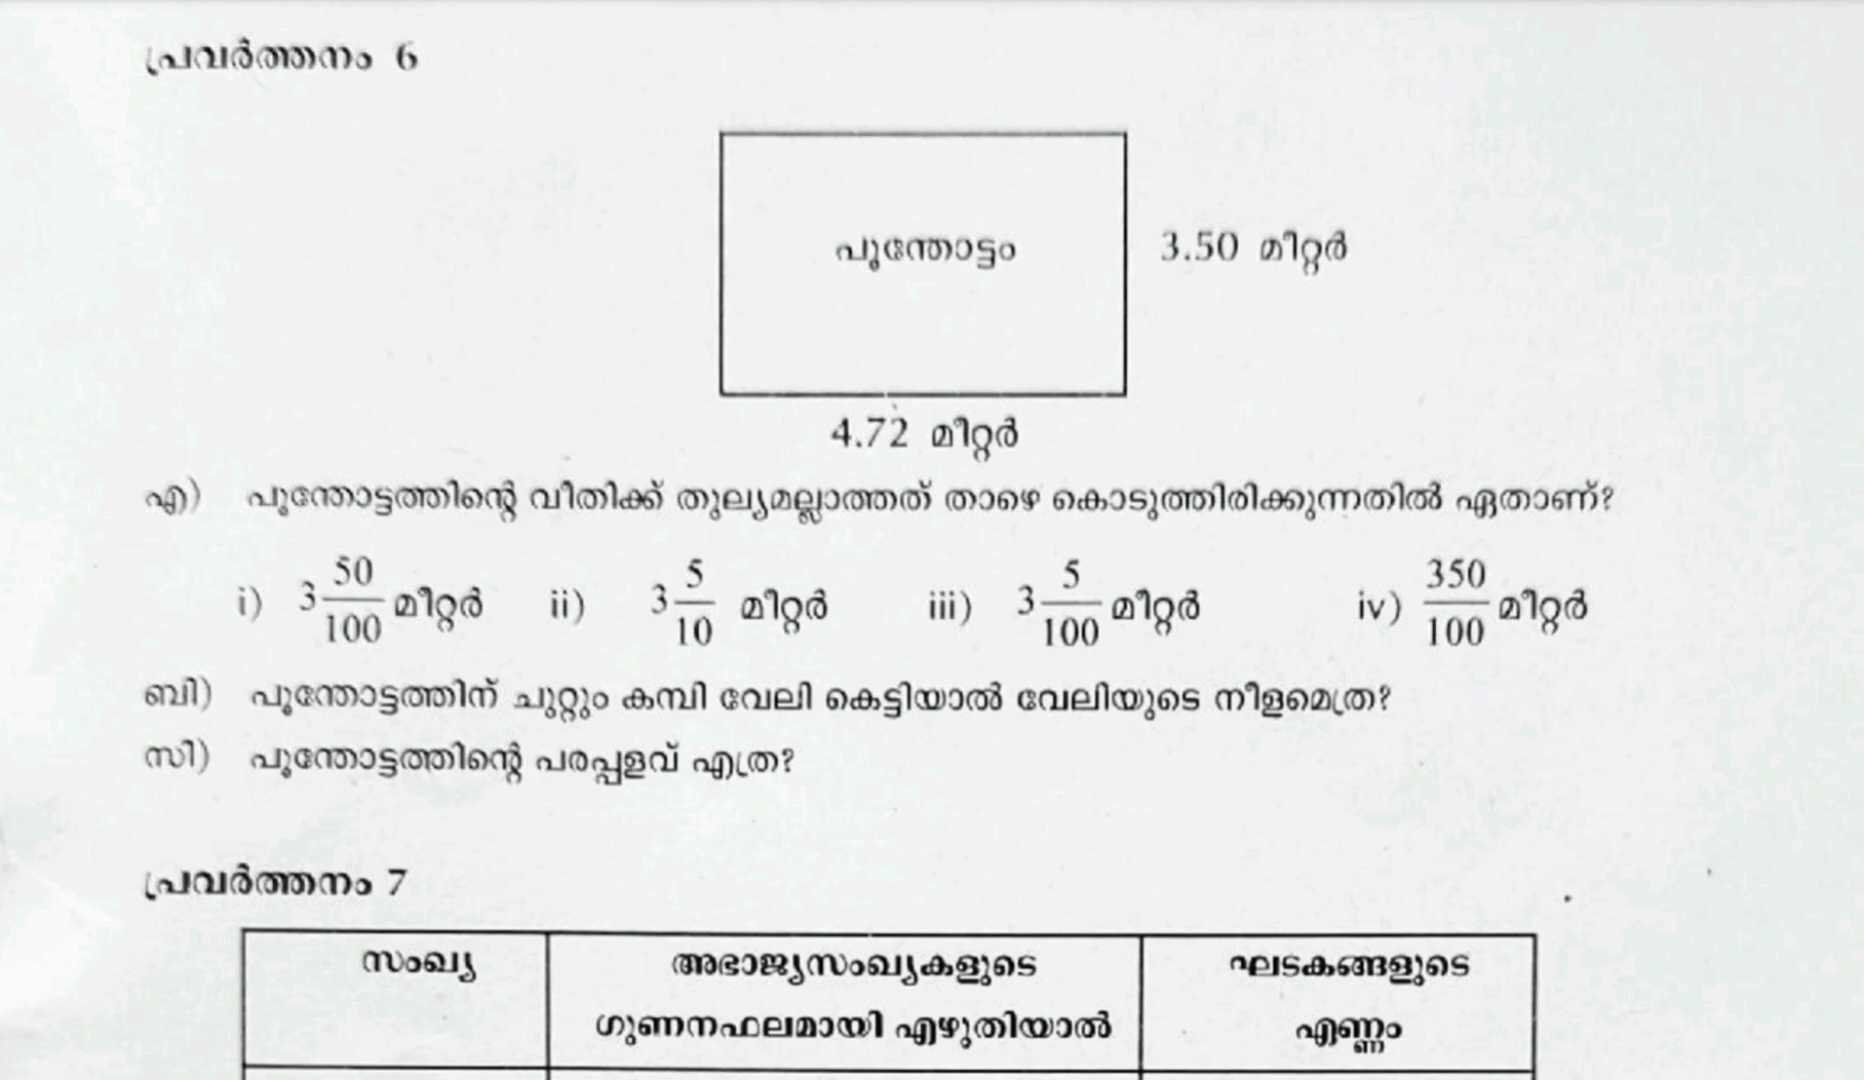 പ്രവർത്തനം 6
പൂന്തോട്ടം 3.50 മീറ്റർ
4.72 മീറ്റർ
എ) പൂന്തോട്ടത്തിന്റെ വീതിക്ക് തുല്യമല്ലാത്തത് താഴെ കൊടുത്തിരിക്കുന്നതിൽ ഏതാണ്?
i) 3 50/100 മീറ്റർ ii) 3 5/10 മീറ്റർ iii) 3 5/100 മീറ്റർ iv) 350/100 മീറ്റർ
ബി) പൂന്തോട്ടത്തിന് ചുറ്റും കമ്പി വേലി കെട്ടിയാൽ വേലിയുടെ നീളമെത്ര?
സി) പൂന്തോട്ടത്തിന്റെ പരപ്പളവ് എത്ര?
പ്രവർത്തനം 7
സംഖ്യ അഭാജ്യസംഖ്യകളുടെ ഘടകങ്ങളുടെ
ഗുണനഫലമായി എഴുതിയാൽ എണ്ണം